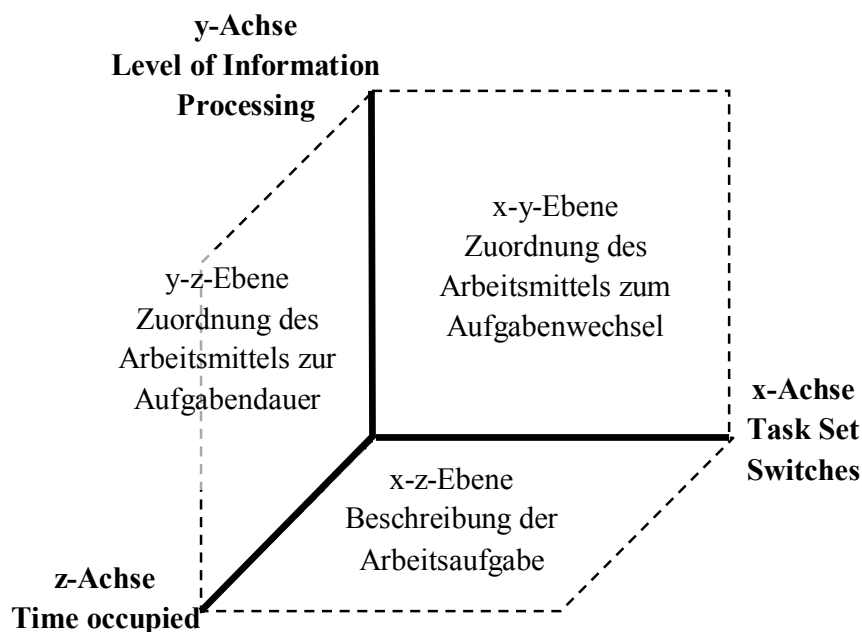 y-Achse
Level of Information
Processing
x-y-Ebene
Zuordnung des
Arbeitsmittels zum
Aufgabenwechsel
y-z-Ebene
Zuordnung des
Arbeitsmittels zur
Aufgabendauer
x-Achse
Task Set
Switches
x-z-Ebene
Beschreibung der
Arbeitsaufgabe
z-Achse
Time occupied